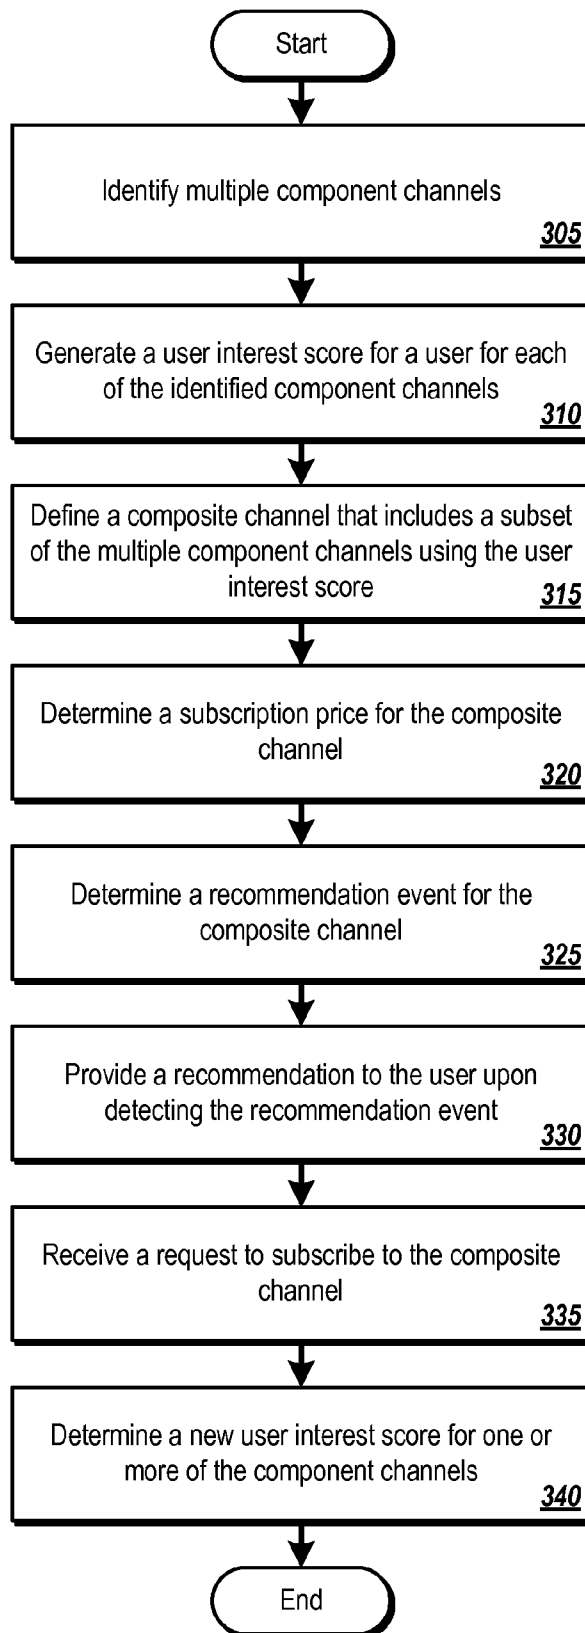 Start
Identify multiple component channels
305
Generate a user interest score for a user for each
of the identified component channels
310
Define a composite channel that includes a subset
of the multiple component channels using the user
interest score
315
Determine a subscription price for the composite
channel
320
Determine a recommendation event for the
composite channel
325
Provide a recommendation to the user upon
detecting the recommendation event
330
Receive a request to subscribe to the composite
channel
335
Determine a new user interest score for one or
more of the component channels
340
End